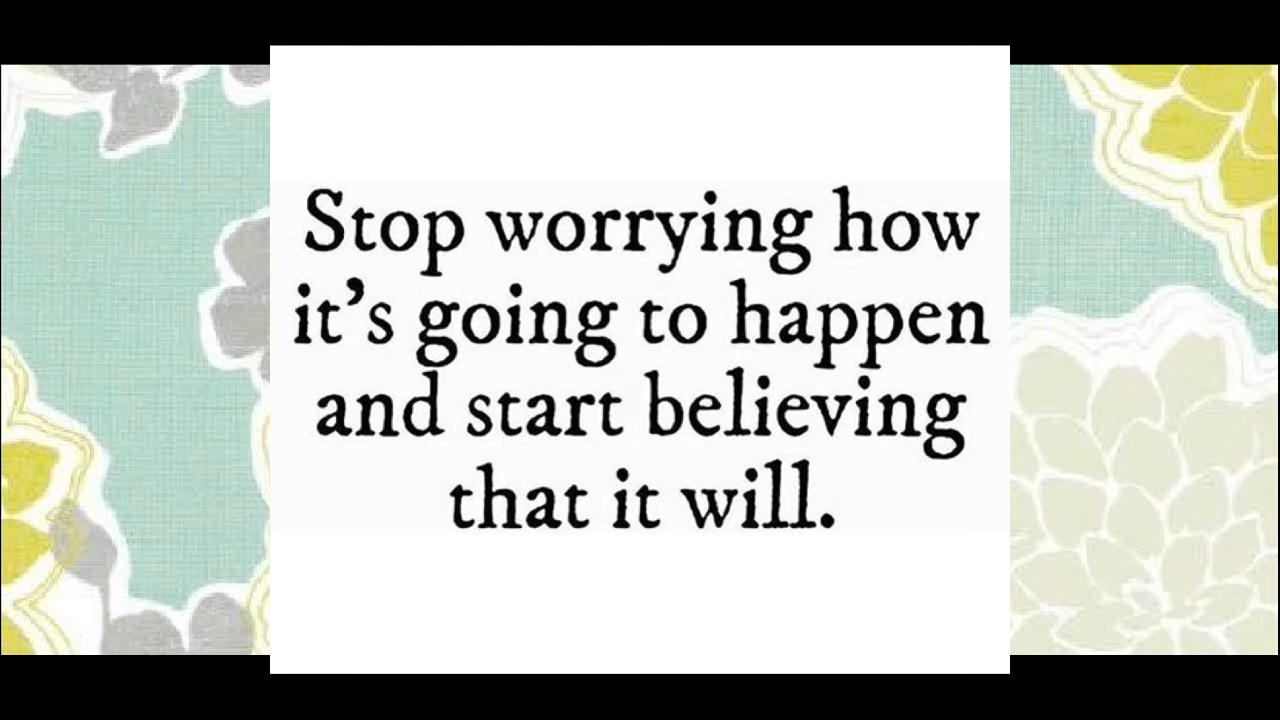 Stop worrying how
it's going to happen
and start believing
that it will.